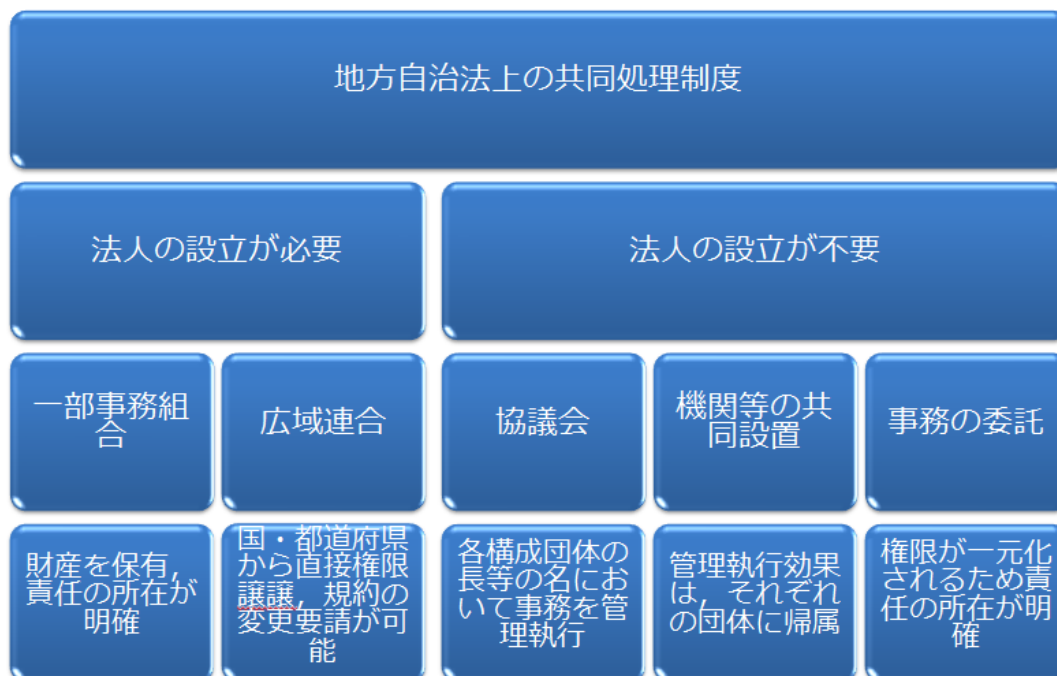 地方自治法上の共同処理制度
法人の設立が必要
法人の設立が不要
一部事務組
合
広域連合
協議会
機関等の共
同設置
事務の委託
財産を保有，
責任の所在が
明確
国・都道府県
から直接権限
譲譲，規約の
変更要請が可
能
各構成団体の
長等の名にお
いて事務を管
理執行
管理執行効果
は，それぞれ
の団体に帰属
権限が一元化
されるため責
任の所在が明
確